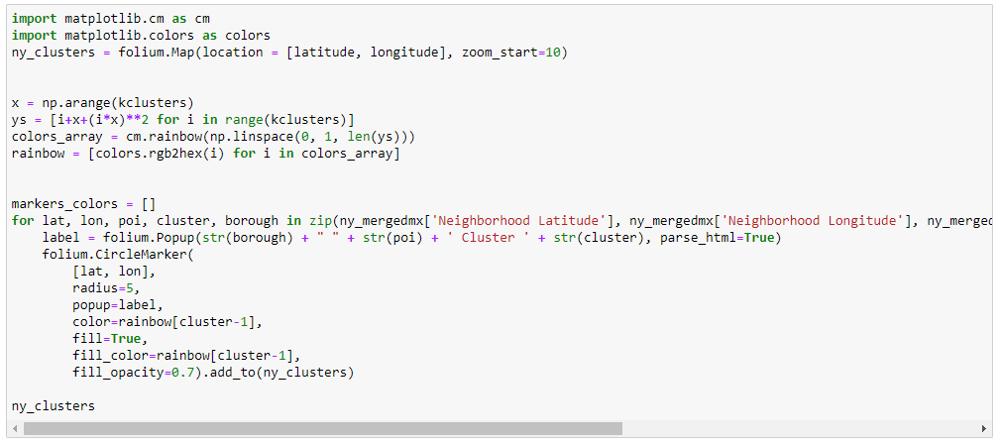 import matplotlib.cm as cm
import matplotlib.colors as colors
ny_clusters = folium.Map(location = [latitude, longitude], zoom_start=10)
x = np.arange(kclusters)
ys = [i+x+(i*x)**2 for i in range(kclusters)]
colors_array = cm.rainbow(np.linspace(0, 1, len(ys)))
rainbow = [colors.rgb2hex(i) for i in colors_array]
markers_colors = []
for lat, lon, poi, cluster, borough in zip(ny_mergedmx['Neighborhood Latitude'], ny_mergedmx['Neighborhood Longitude'], ny_merged
    label = folium.Popup(str(borough) + " " + str(poi) + ' Cluster ' + str(cluster), parse_html=True)
    folium.CircleMarker(
        [lat, lon],
        radius=5,
        popup=label,
        color=rainbow[cluster-1],
        fill=True,
        fill_color=rainbow[cluster-1],
        fill_opacity=0.7).add_to(ny_clusters)
ny_clusters